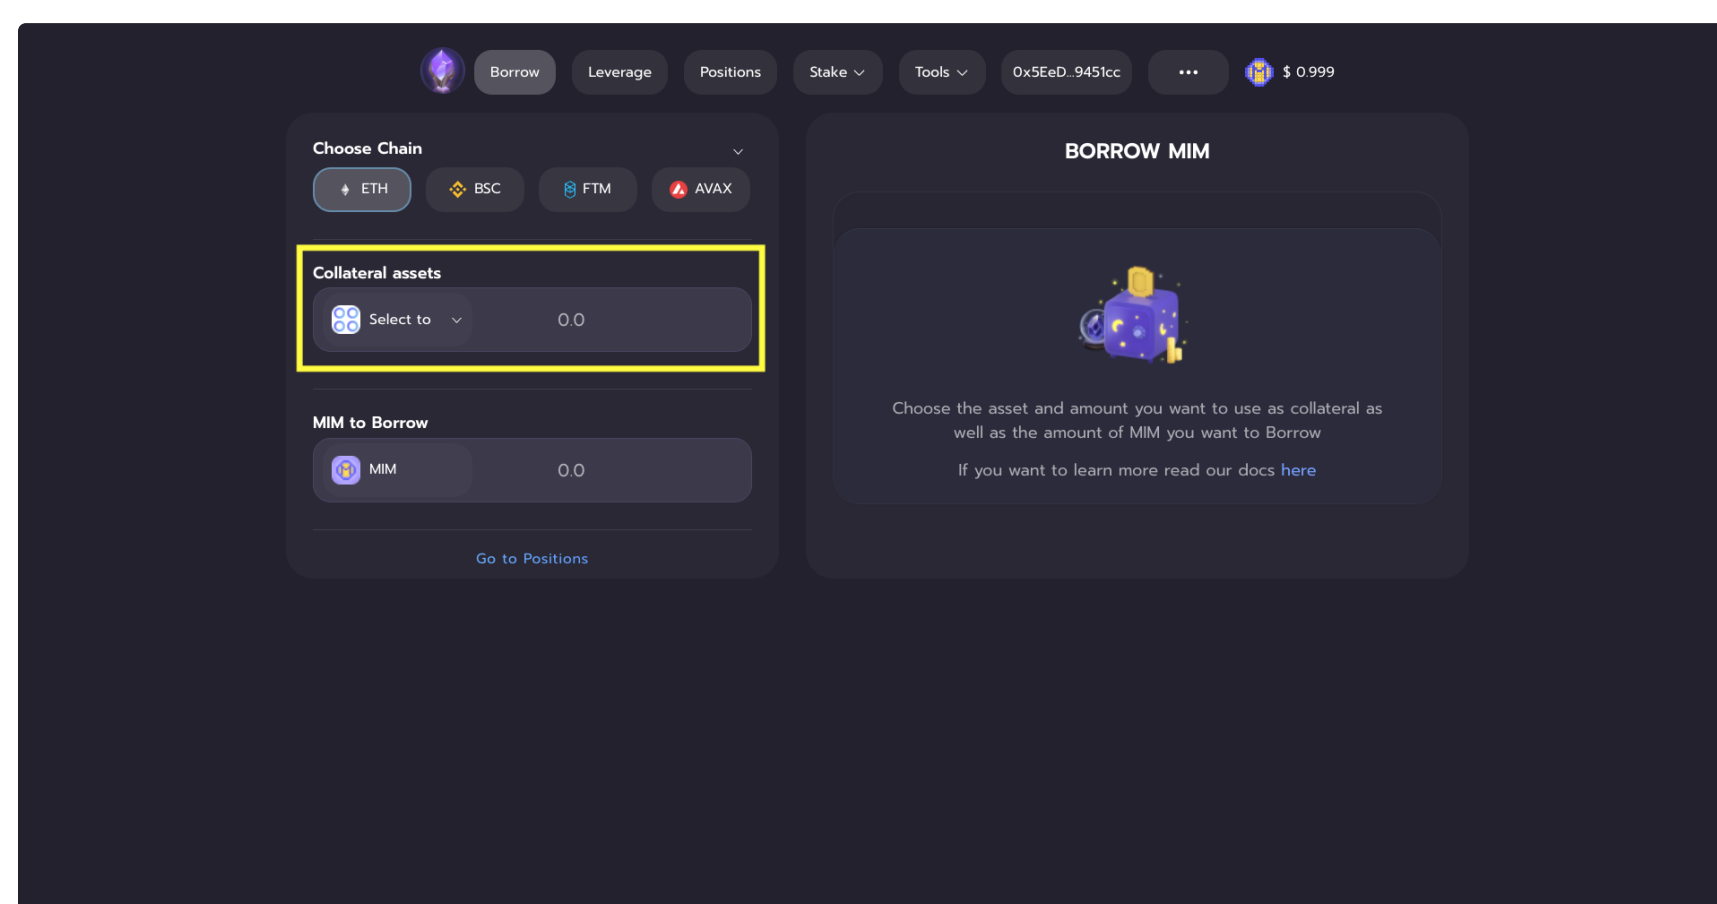 Borrow
Leverage
Positions
Stake
Tools
0x5EeD...9451cc
•••
$ 0.999
Choose Chain
ETH
BSC
FTM
AVAX
Collateral assets
Select to
0.0
MIM to Borrow
MIM
0.0
Go to Positions
BORROW MIM
Choose the asset and amount you want to use as collateral as
well as the amount of MIM you want to Borrow
If you want to learn more read our docs here